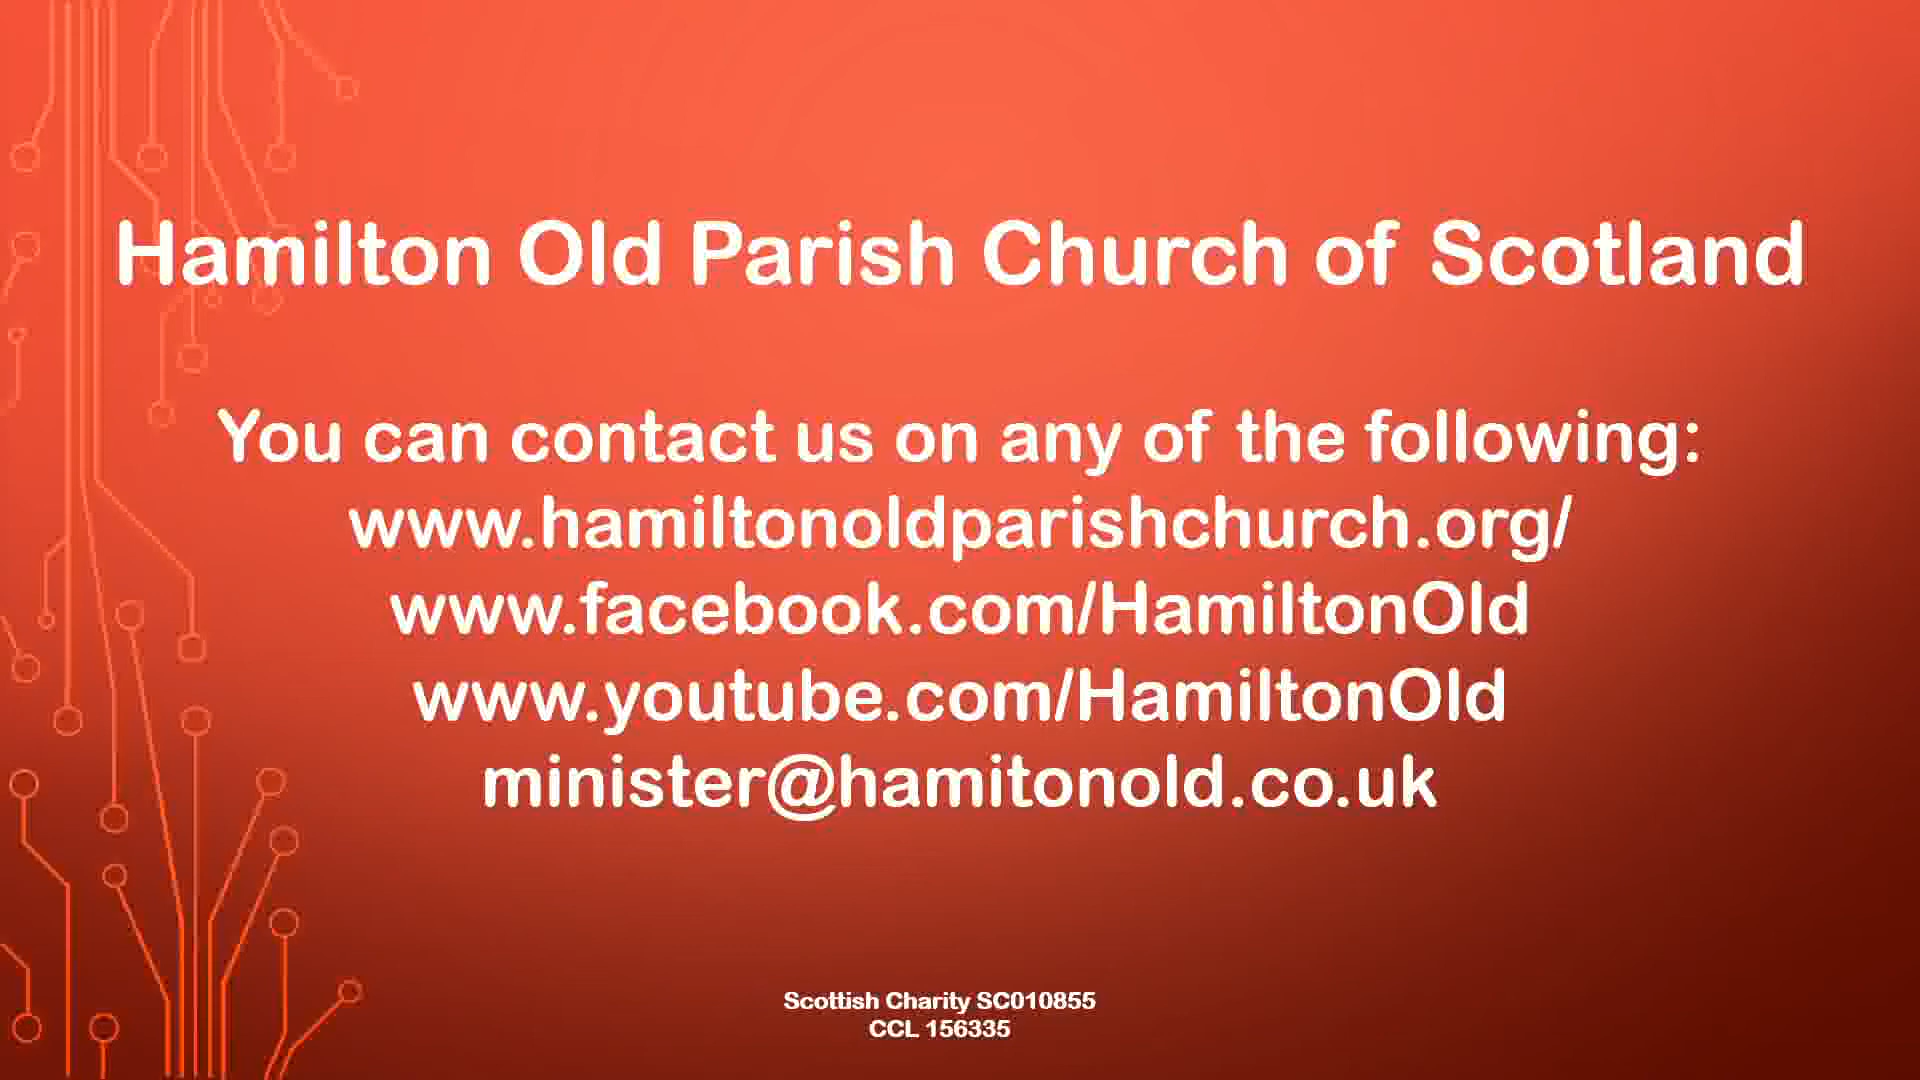 Hamilton Old Parish Church of Scotland
You can contact us on any of the following:
www.hamiltonoldparishchurch.org/
www.facebook.com/HamiltonOld
www.youtube.com/HamiltonOld
minister@hamitonold.co.uk
Scottish Charity SC010855
CCL 156335